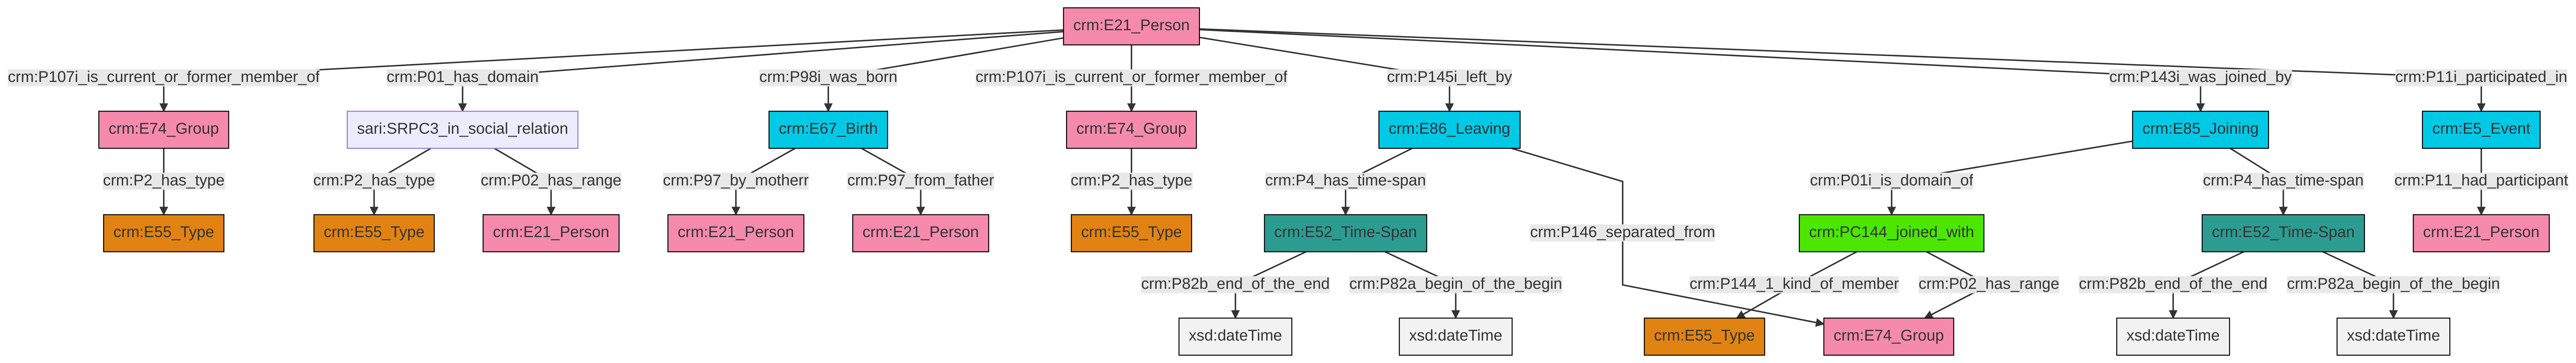 crm:E21_Person
crm:P107i_is_current_or_former_member_of
crm:P01_has_domain
crm:P98i_was_born
crm:P107i_is_current_or_former_member_of
crm:P145i_left_by
crm:P143i_was_joined_by
crm:P11i_participated_in
crm:E74_Group
sari:SRPC3_in_social_relation
crm:E67_Birth
crm:E74_Group
crm:E86_Leaving
crm:E85_Joining
crm:E5_Event
crm:P2_has_type
crm:P2_has_type
crm:P02_has_range
crm:P97_by_motherr
crm:P97_from_father
crm:P2_has_type
crm:P4_has_time-span
crm:P01i_is_domain_of
crm:P4_has_time-span
crm:P11_had_participant
crm:E55_Type
crm:E55_Type
crm:E21_Person
crm:E21_Person
crm:E21_Person
crm:E55_Type
crm:E52_Time-Span
crm:P146_separated_from
crm:PC144_joined_with
crm:E52_Time-Span
crm:E21_Person
crm:P82b_end_of_the_end
crm:P82a_begin_of_the_begin
crm:P144_1_kind_of_member
crm:P02_has_range
crm:P82b_end_of_the_end
crm:P82a_begin_of_the_begin
xsd:dateTime
xsd:dateTime
crm:E55_Type
crm:E74_Group
xsd:dateTime
xsd:dateTime